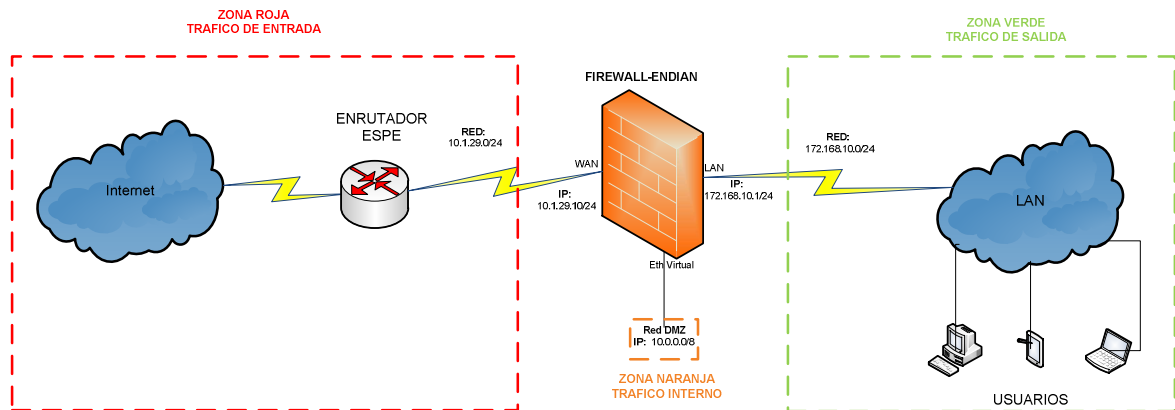 ZONA ROJA
TRAFICO DE ENTRADA
ZONA VERDE
TRAFICO DE SALIDA
FIREWALL-ENDIAN
ENRUTADOR
ESPE
RED:
10.1.29.0/24
RED:
172.168.10.0/24
Internet
WAN
IP:
10.1.29.10/24
LAN
IP:
172.168.10.1/24
LAN
Eth Virtual
Red DMZ
IP: 10.0.0.0/8
ZONA NARANJA
TRAFICO INTERNO
USUARIOS